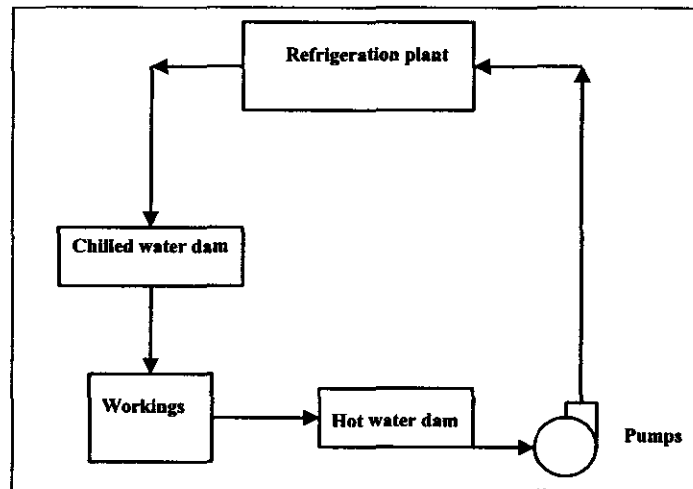 Refrigeration plant
Chilled water dam
Workings
Hot water dam
Pumps